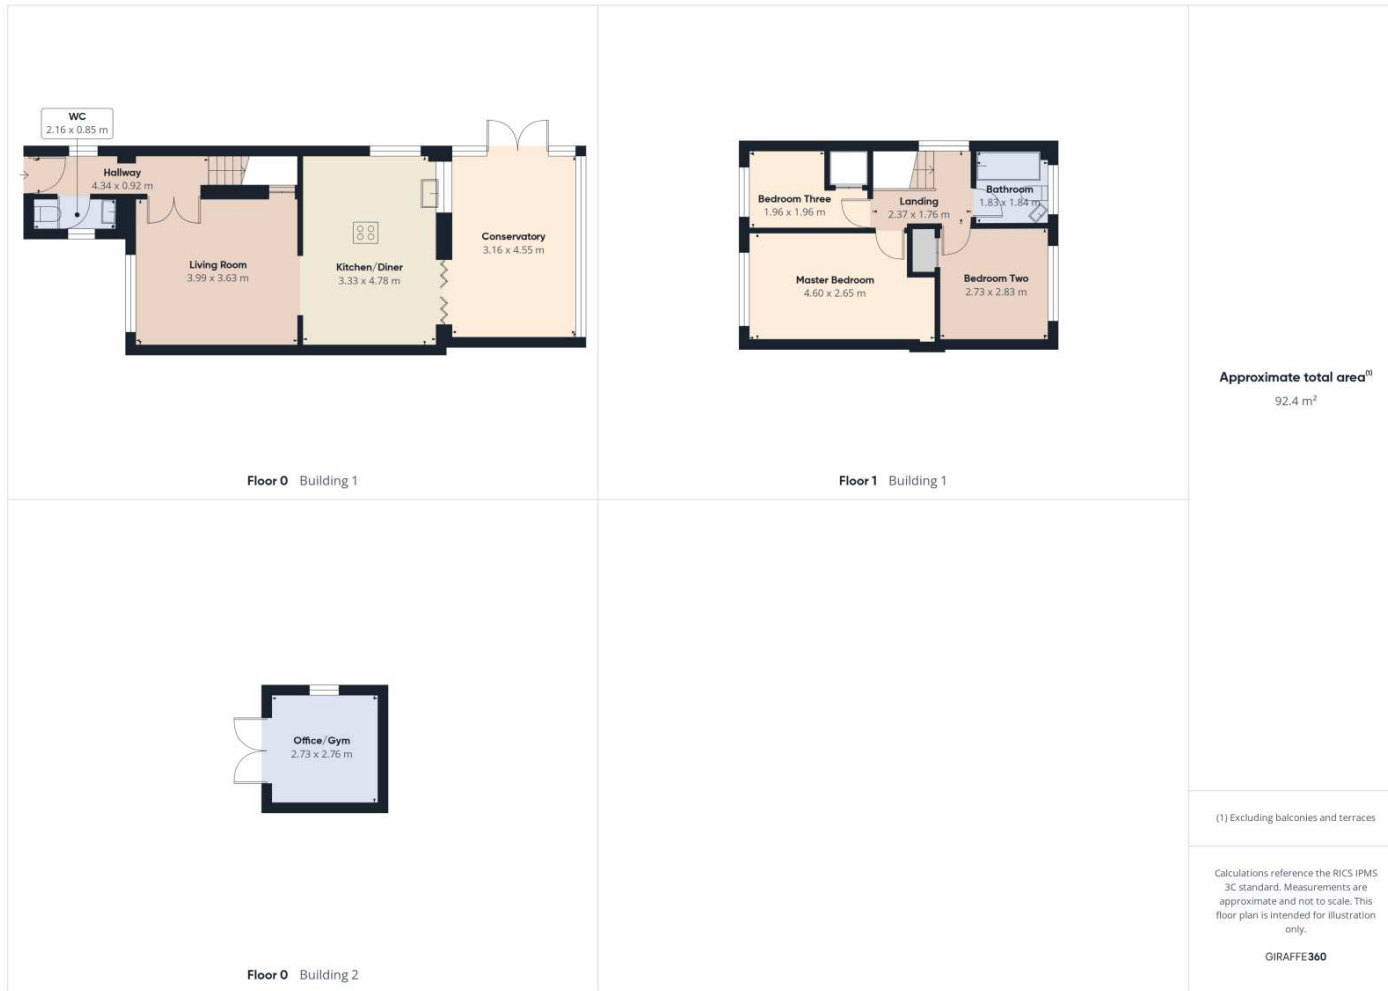 WC
2.16 x 0.85 m
Hallway
4.34 x 0.92 m
Living Room
3.99 x 3.63 m
Kitchen/Diner
3.33 x 4.78 m
Conservatory
3.16 x 4.55 m
Floor 0 Building 1
Bedroom Three
1.96 x 1.96 m
Landing
2.37 x 1.76 m
Bathroom
1.83 x 1.84 m
Master Bedroom
4.60 x 2.65 m
Bedroom Two
2.73 x 2.83 m
Floor 1 Building 1
Office/Gym
2.73 x 2.76 m
Floor 0 Building 2
Approximate total area(1)
92.4 m²
(1) Excluding balconies and terraces
Calculations reference the RICS IPMS
3C standard. Measurements are
approximate and not to scale. This
floor plan is intended for illustration
only.
GIRAFFE360